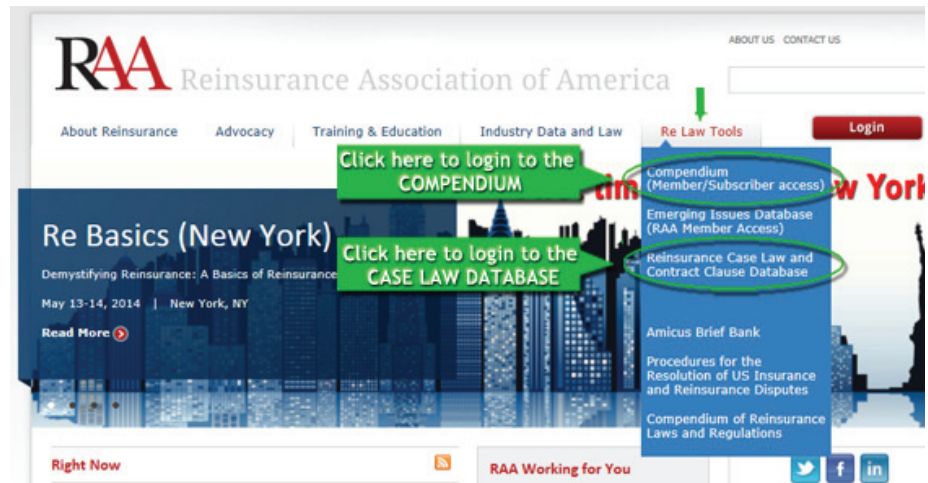 ABOUT US CONTACT US
RAA Reinsurance Association of America
About Reinsurance Advocacy Training & Education Industry Data and Law Re Law Tools Login
Click here to login to the
COMPENDIUM
Compendium
(Member/Subscriber access)
tim w York
Emerging Issues Database
(RAA Member Access)
Re Basics (New York)
Click here to login to the
CASE LAW DATABASE
Reinsurance Case Law and
Contract Clause Database
Demystifying Reinsurance: A Basics of Reinsurance
May 13-14, 2014 | New York, NY
Read More
Amicus Brief Bank
Procedures for the
Resolution of US Insurance
and Reinsurance Disputes
Compendium of Reinsurance
Laws and Regulations
Right Now
RAA Working for You
f in